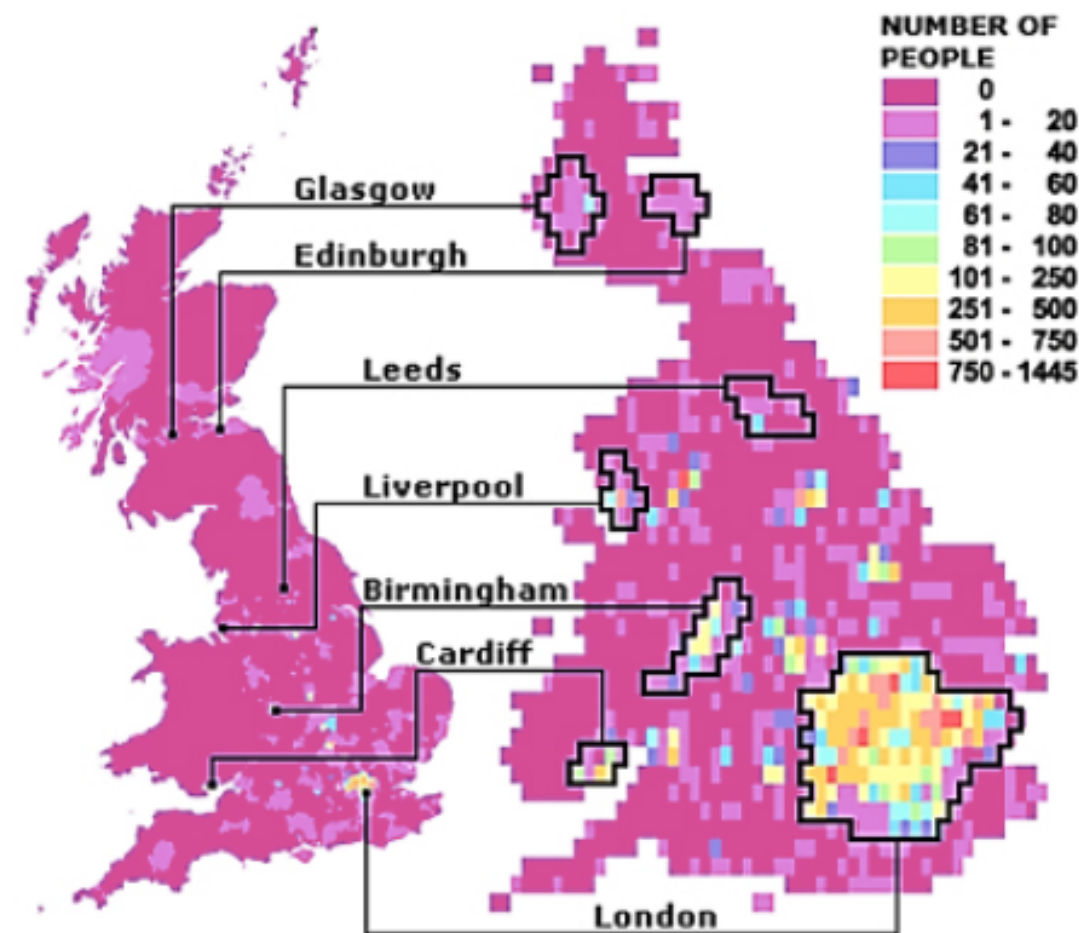 NUMBER OF
PEOPLE
0
1 - 20
21 - 40
41 - 60
61 - 80
81 - 100
101 - 250
251 - 500
501 - 750
750 - 1445
Glasgow
Edinburgh
Leeds
Liverpool
Birmingham
Cardiff
London